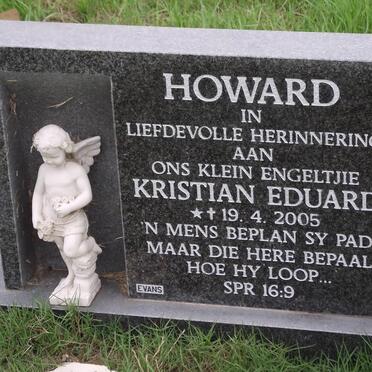 HOWARD
IN
LIEFDEVOLLE HERINNERING
AAN
ONS KLEIN ENGELTJIE
KRISTIAN EDUARD
★ ✝ 19. 4. 2005
'N MENS BEPLAN SY PAD
MAAR DIE HERE BEPAAL
HOE HY LOOP...
SPR 16:9
EVANS